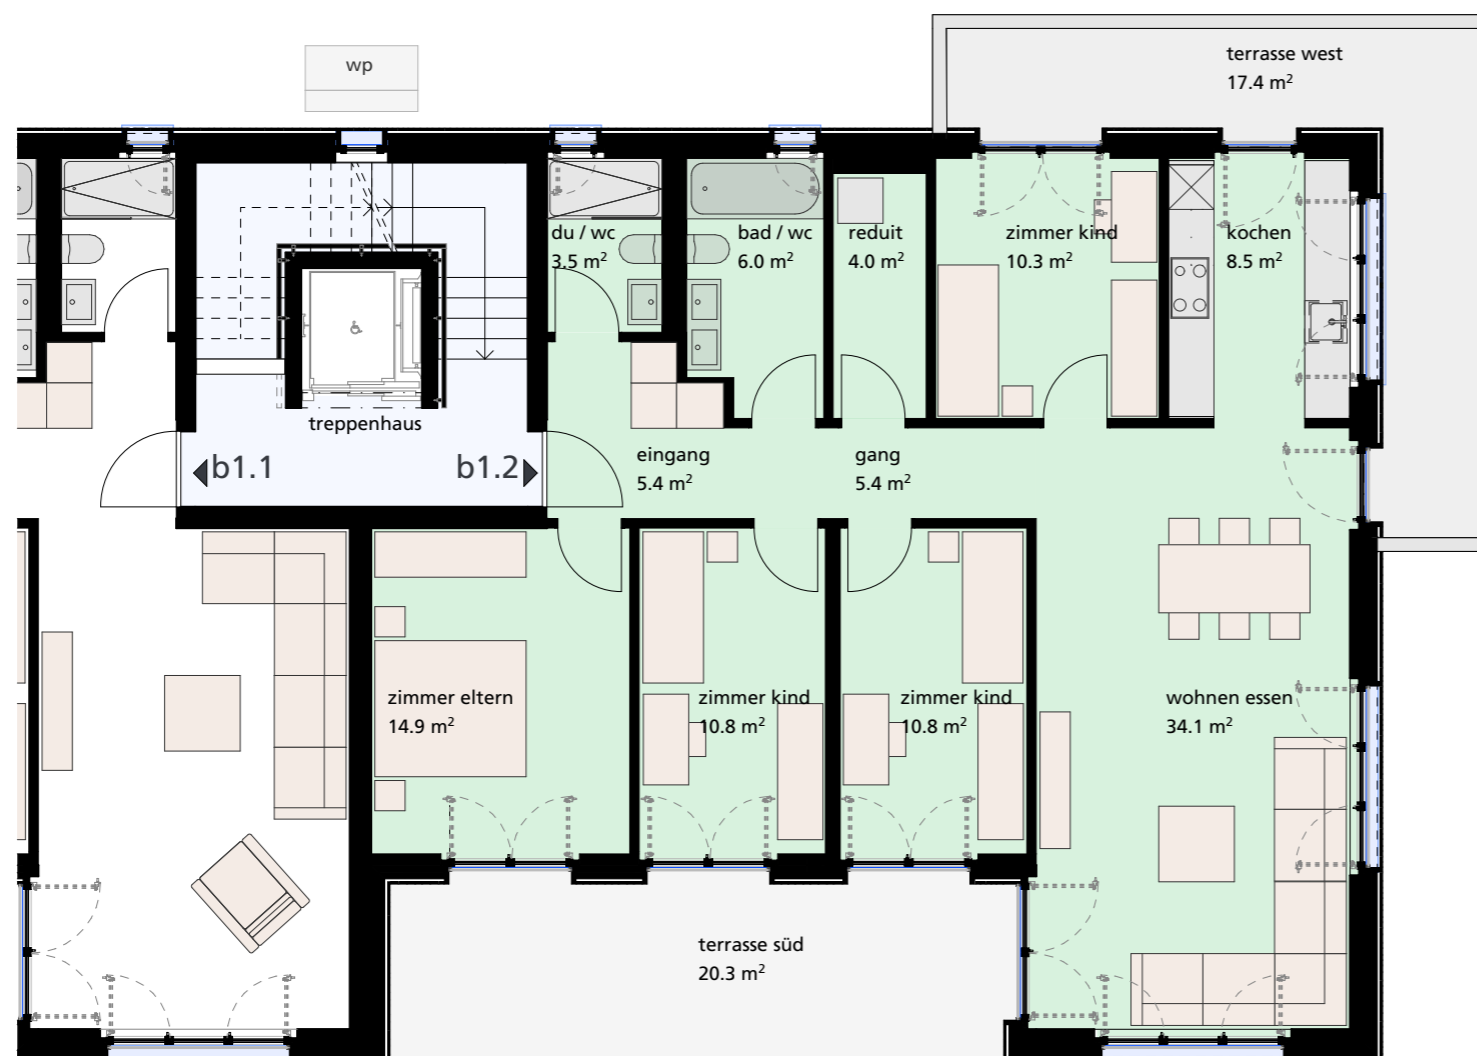 terrasse west
17.4 m²
wp
du / wc
3.5 m²
bad / wc
6.0 m²
reduit
4.0 m²
zimmer kind
10.3 m²
kochen
8.5 m²
treppenhaus
b1.1
b1.2
eingang
5.4 m²
gang
5.4 m²
zimmer eltern
14.9 m²
zimmer kind
10.8 m²
zimmer kind
10.8 m²
wohnen essen
34.1 m²
terrasse süd
20.3 m²